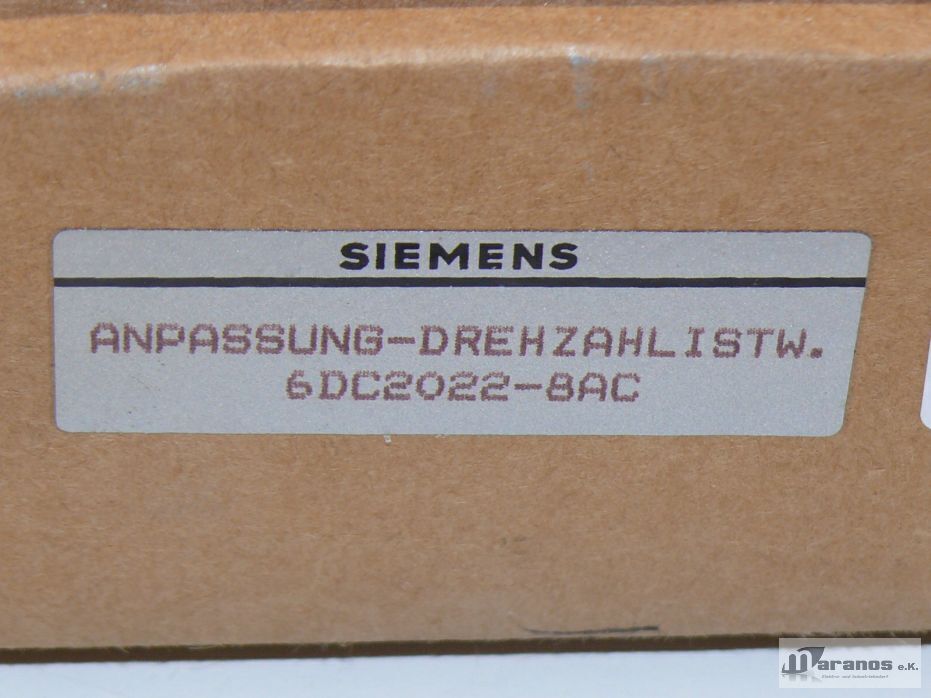 SIEMENS
ANPASSUNG-DREHZAHLISTW.
6DC2022-8AC
Maranos e.K.